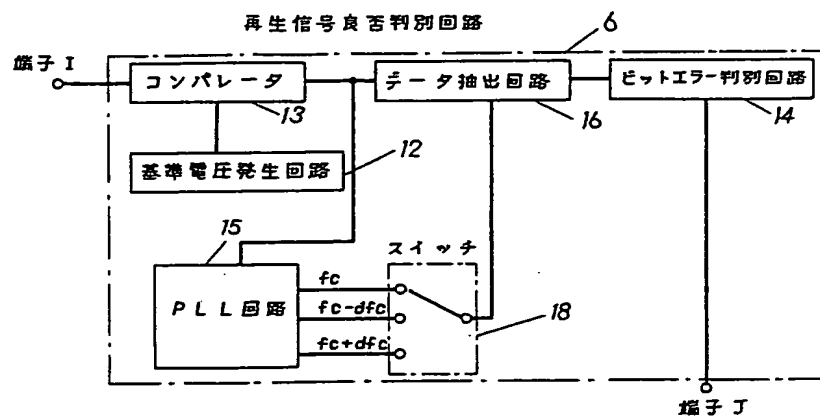 再生信号良否判別回路
6
端子 I
コンパレータ
13
データ抽出回路
16
ビットエラー判別回路
14
基準電圧発生回路
12
15
PLL回路
スイッチ
fc
fc-dfc
fc+dfc
18
端子 J